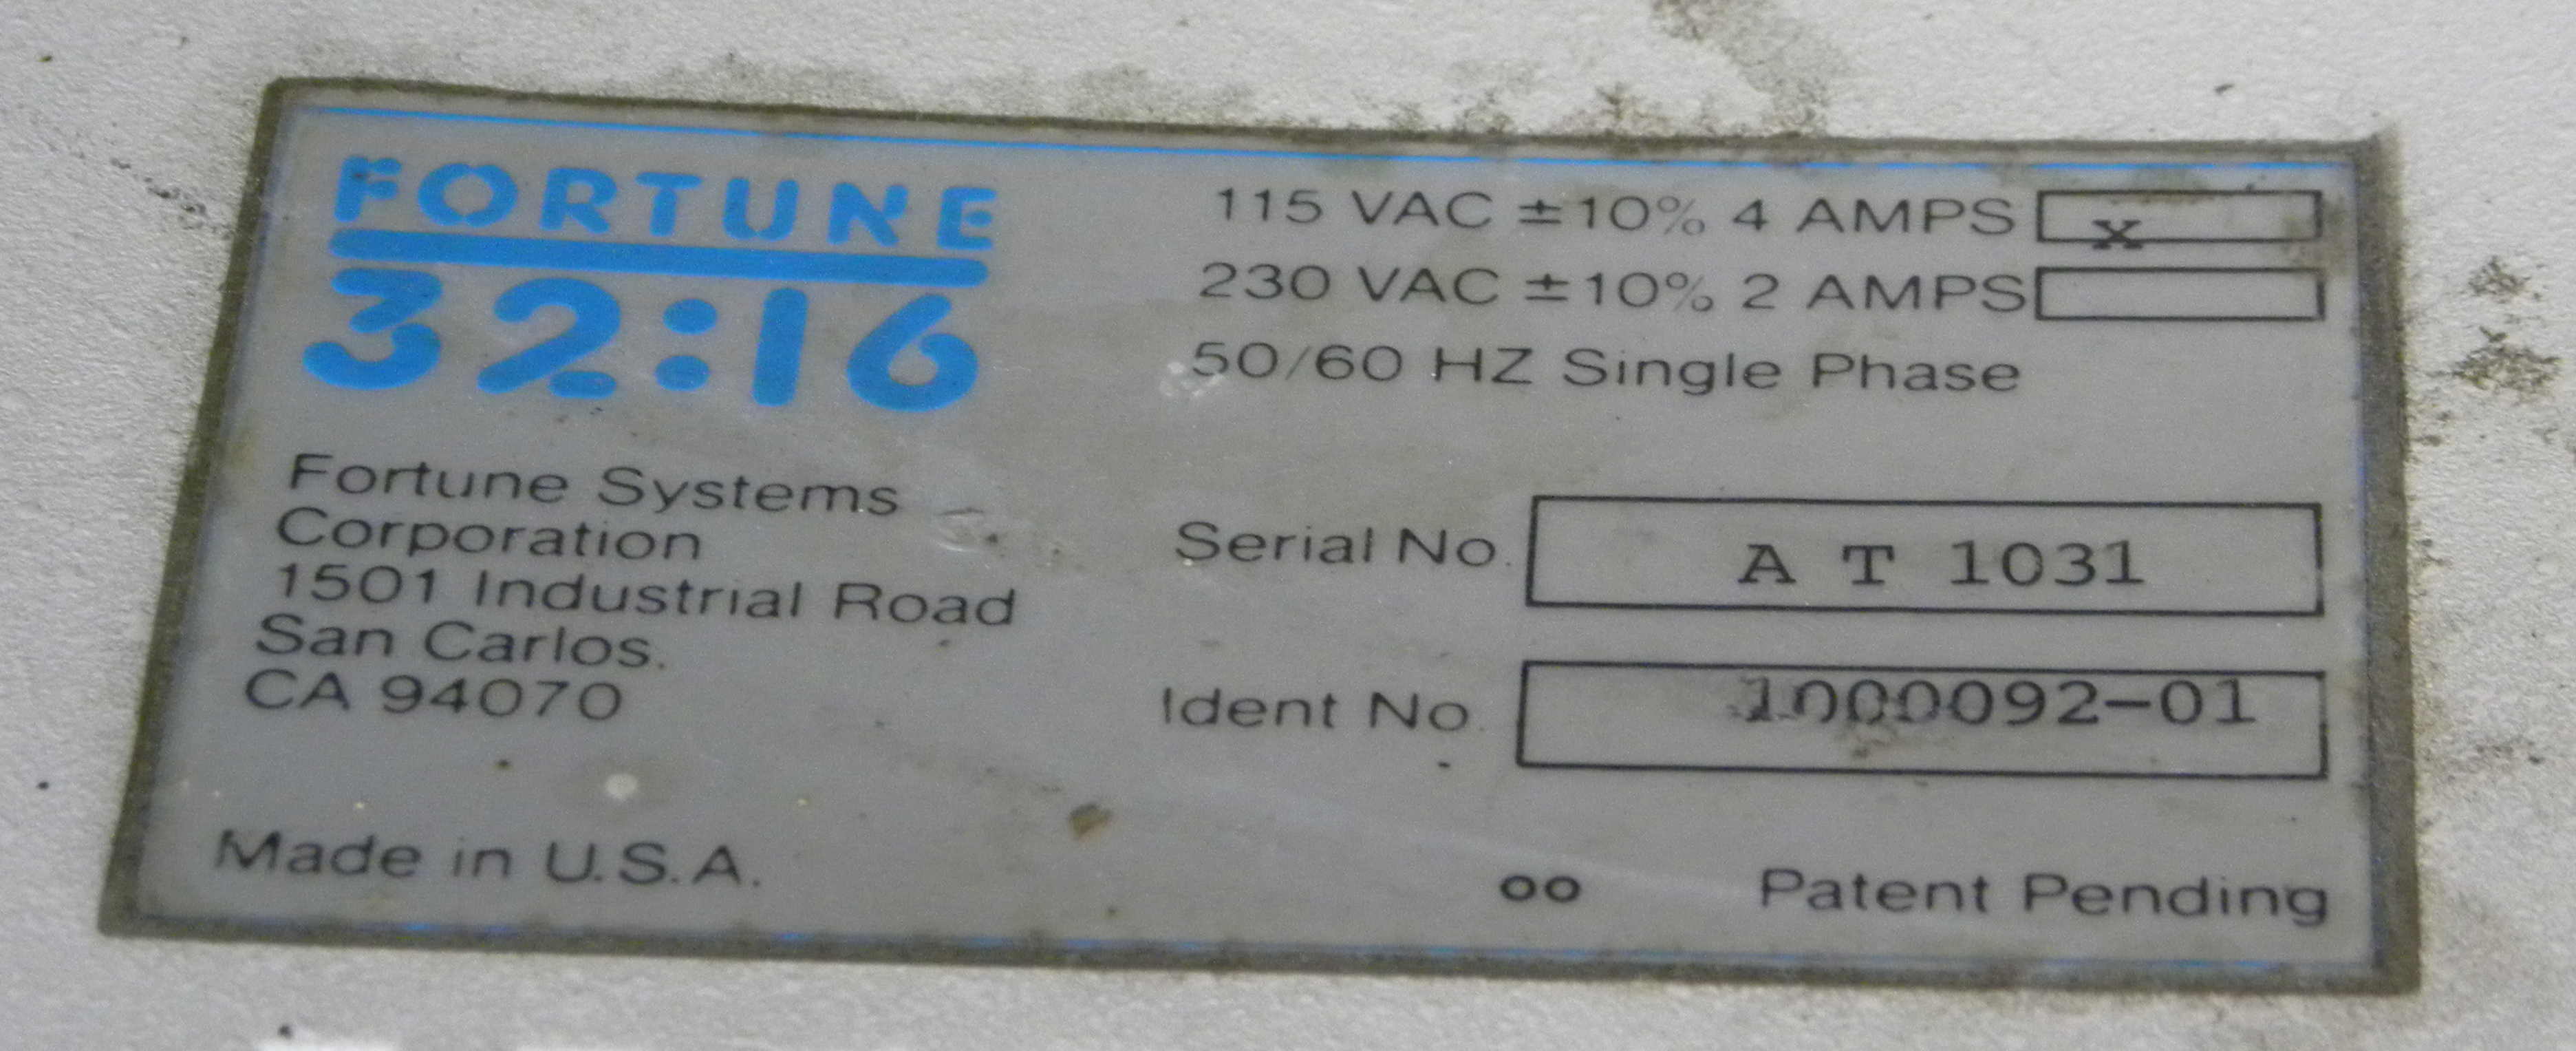 FORTUNE
32:16
Fortune Systems
Corporation
1501 Industrial Road
San Carlos.
CA 94070
Made in U.S.A.
115 VAC ±10% 4 AMPS x
230 VAC ±10% 2 AMPS
50/60 HZ Single Phase
Serial No. A T 1031
Ident No. 1000092-01
oo Patent Pending